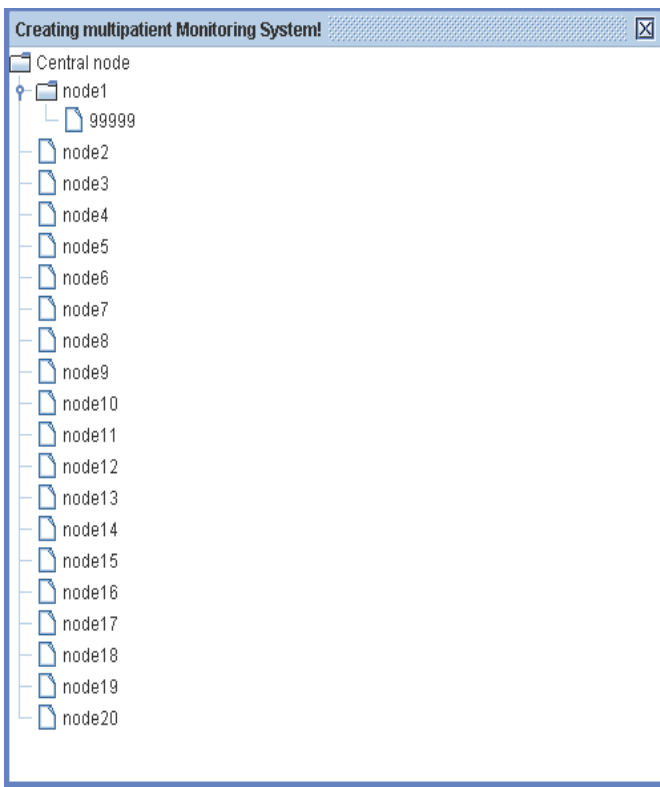 Creating multipatient Monitoring System!
Central node
node1
99999
node2
node3
node4
node5
node6
node7
node8
node9
node10
node11
node12
node13
node14
node15
node16
node17
node18
node19
node20